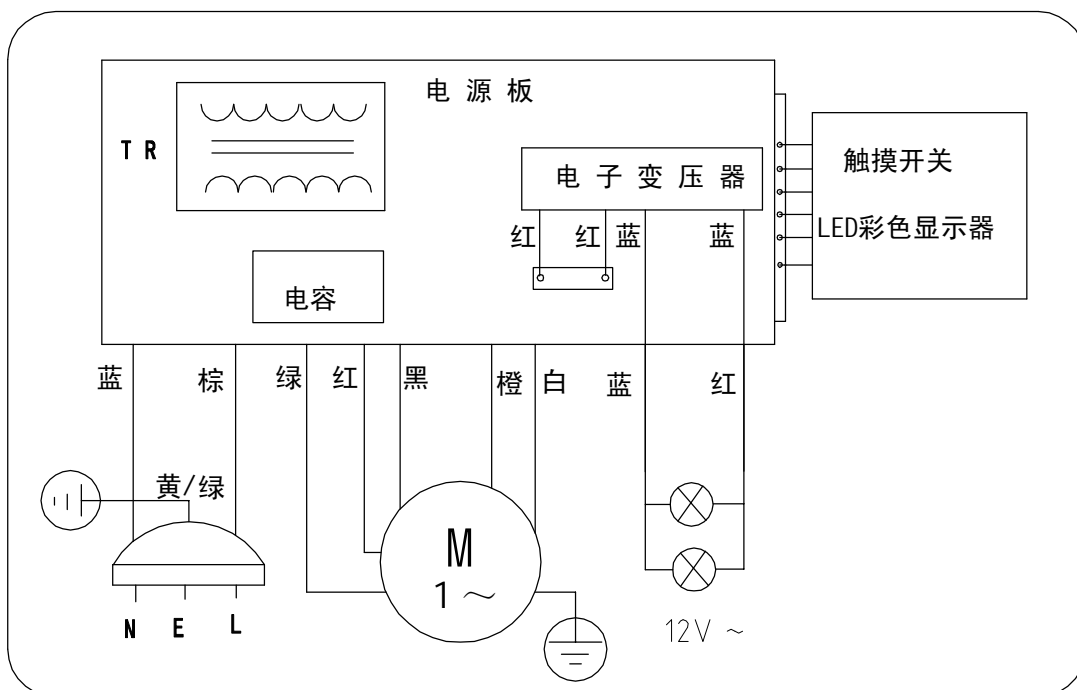 电源板
TR
触摸开关
电子变压器
LED彩色显示器
红 红 蓝 蓝
电容
蓝 棕 绿 红 黑 橙 白 蓝 红
黄/绿
M
1～
N E L
12V ~